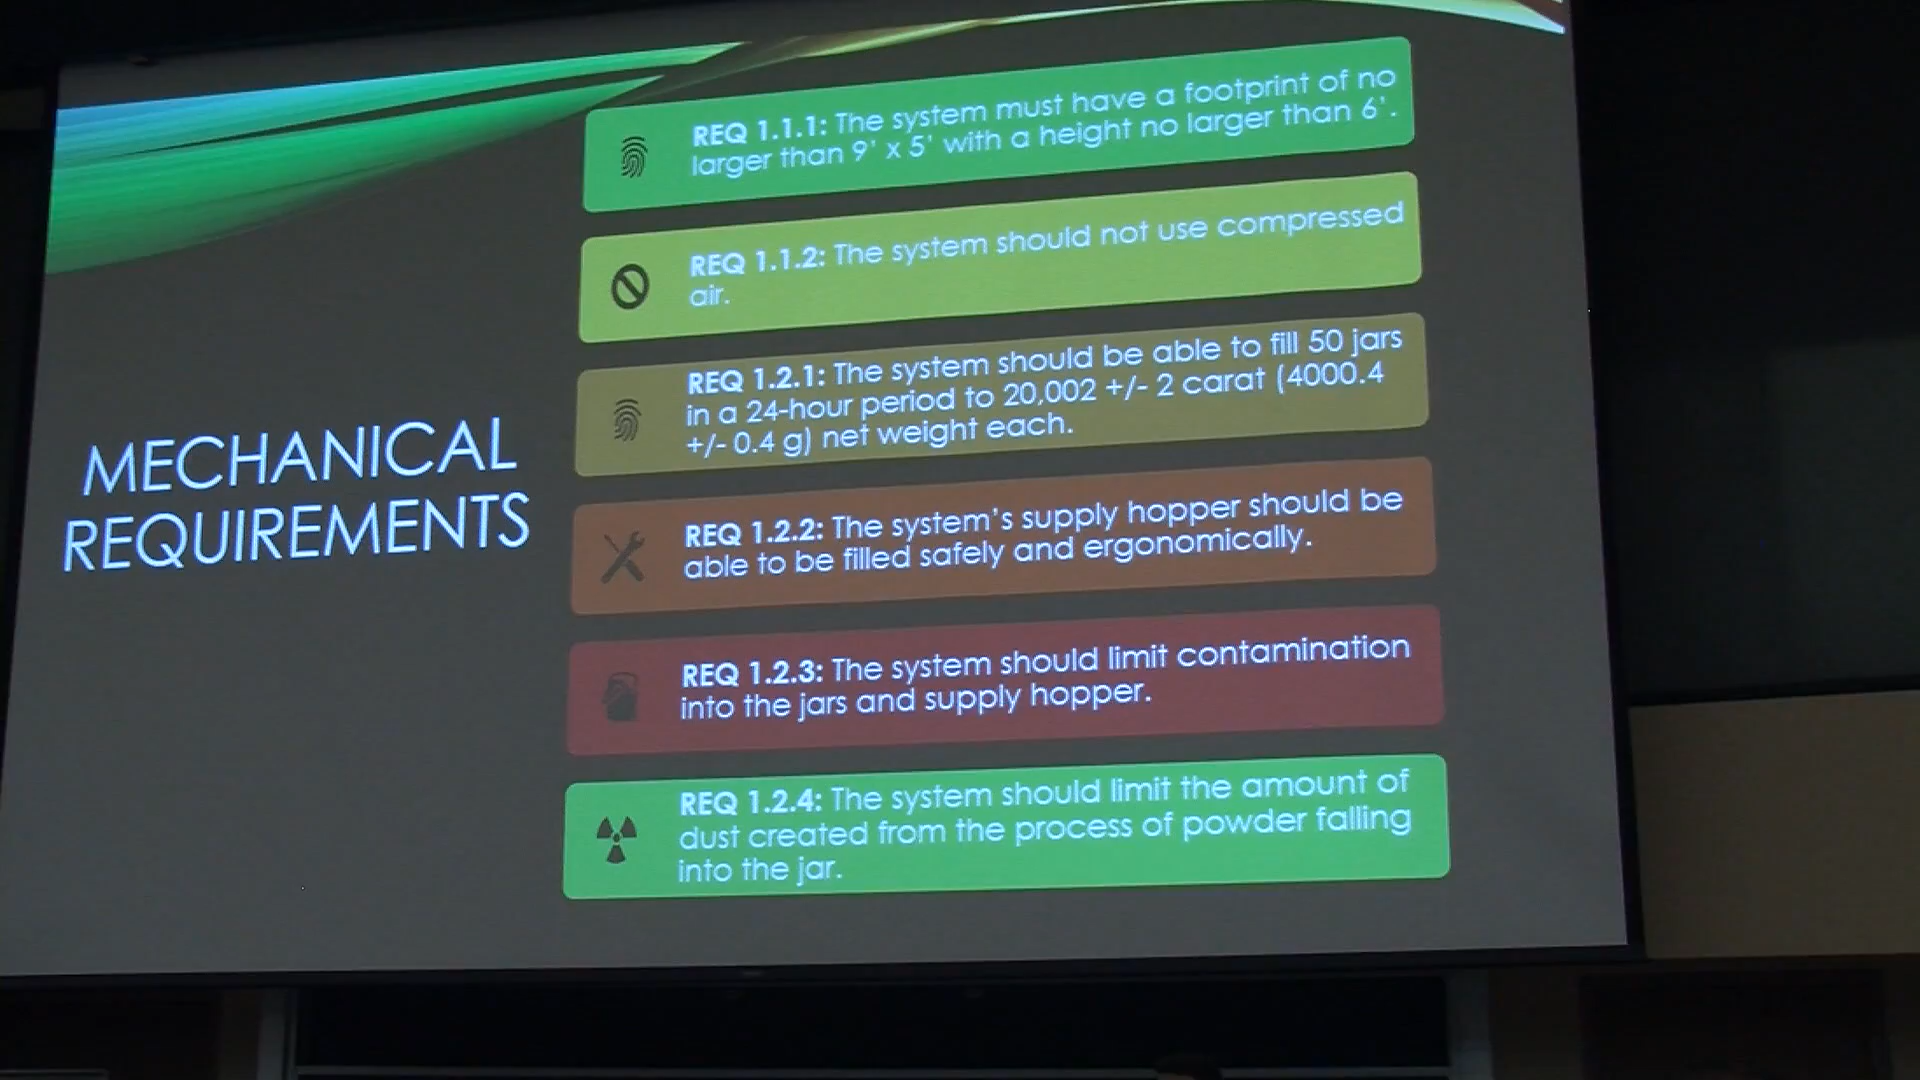 MECHANICAL
REQUIREMENTS
REQ 1.1.1: The system must have a footprint of no
larger than 9' x 5' with a height no larger than 6'.
REQ 1.1.2: The system should not use compressed
air.
REQ 1.2.1: The system should be able to fill 50 jars
in a 24-hour period to 20,002 +/- 2 carat (4000.4
+/- 0.4 g) net weight each.
REQ 1.2.2: The system's supply hopper should be
able to be filled safely and ergonomically.
REQ 1.2.3: The system should limit contamination
into the jars and supply hopper.
REQ 1.2.4: The system should limit the amount of
dust created from the process of powder falling
into the jar.